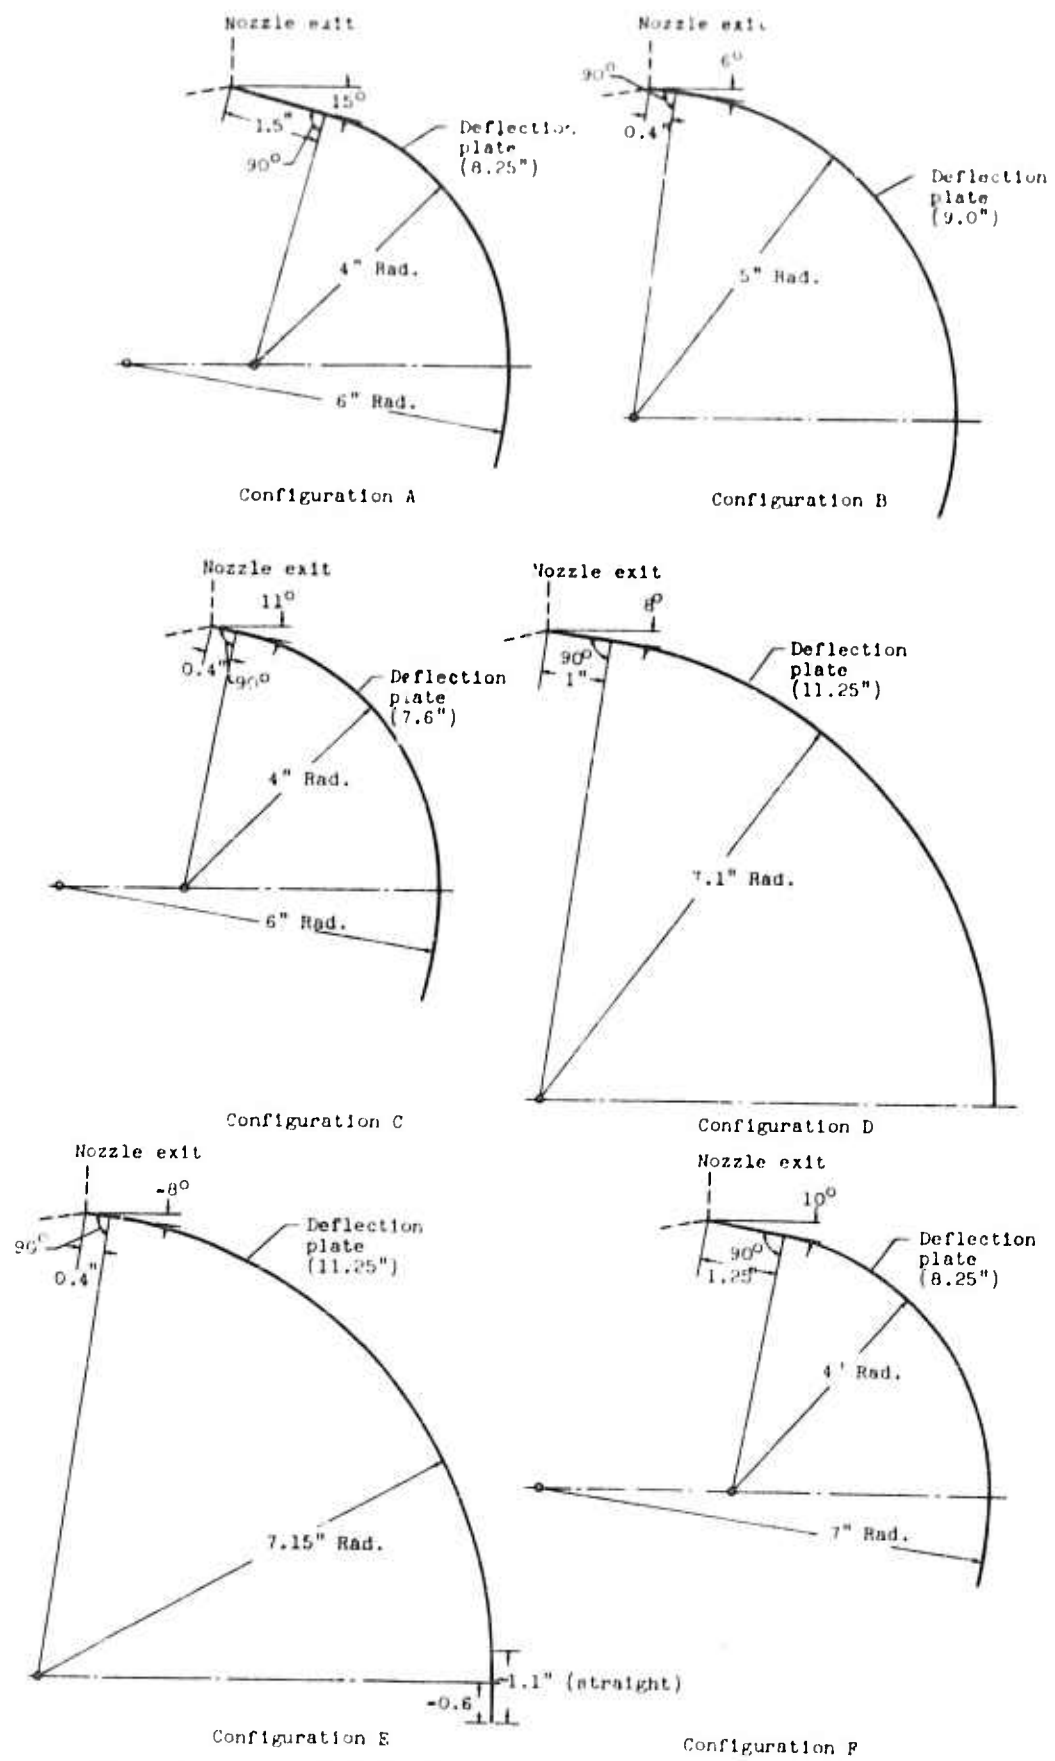 Nozzle exit
15°
1.5"
90°
Deflection
plate
(8.25")
4" Rad.
6" Rad.
Configuration A
Nozzle exit
6°
90°
0.4"
Deflection
plate
(9.0")
5" Rad.
Configuration B
Nozzle exit
11°
0.4"
90°
Deflection
plate
(7.6")
4" Rad.
6" Rad.
Configuration C
Nozzle exit
8°
90°
1"
Deflection
plate
(11.25")
7.1" Rad.
Configuration D
Nozzle exit
~8°
90°
0.4"
Deflection
plate
(11.25")
7.15" Rad.
~1.1" (straight)
~0.6
Configuration E
Nozzle exit
10°
90°
1.25"
Deflection
plate
(8.25")
4' Rad.
7" Rad.
Configuration F